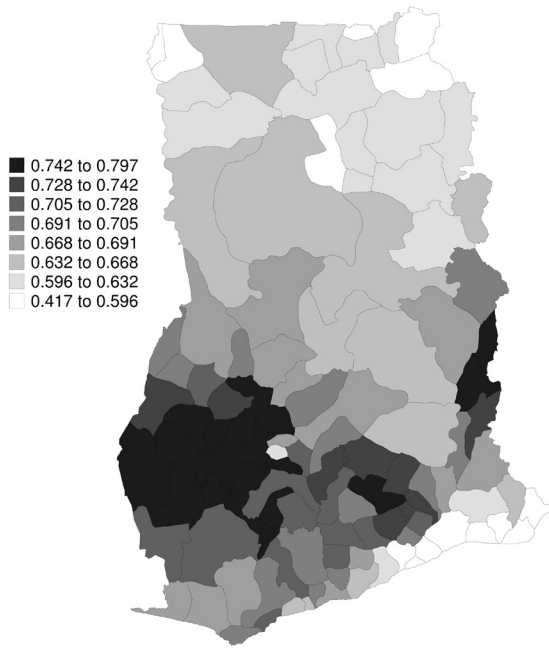 0.742 to 0.797
0.728 to 0.742
0.705 to 0.728
0.691 to 0.705
0.668 to 0.691
0.632 to 0.668
0.596 to 0.632
0.417 to 0.596